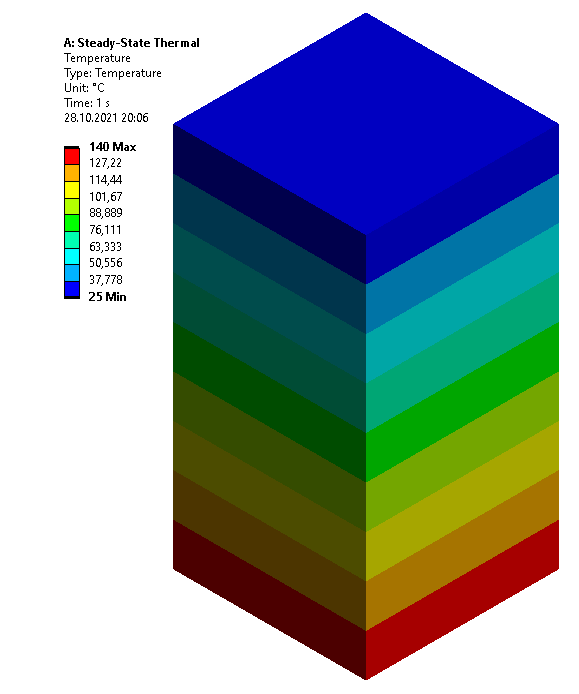 A: Steady-State Thermal
Temperature
Type: Temperature
Unit: °C
Time: 1 s
28.10.2021 20:06
140 Max
127,22
114,44
101,67
88,889
76,111
63,333
50,556
37,778
25 Min